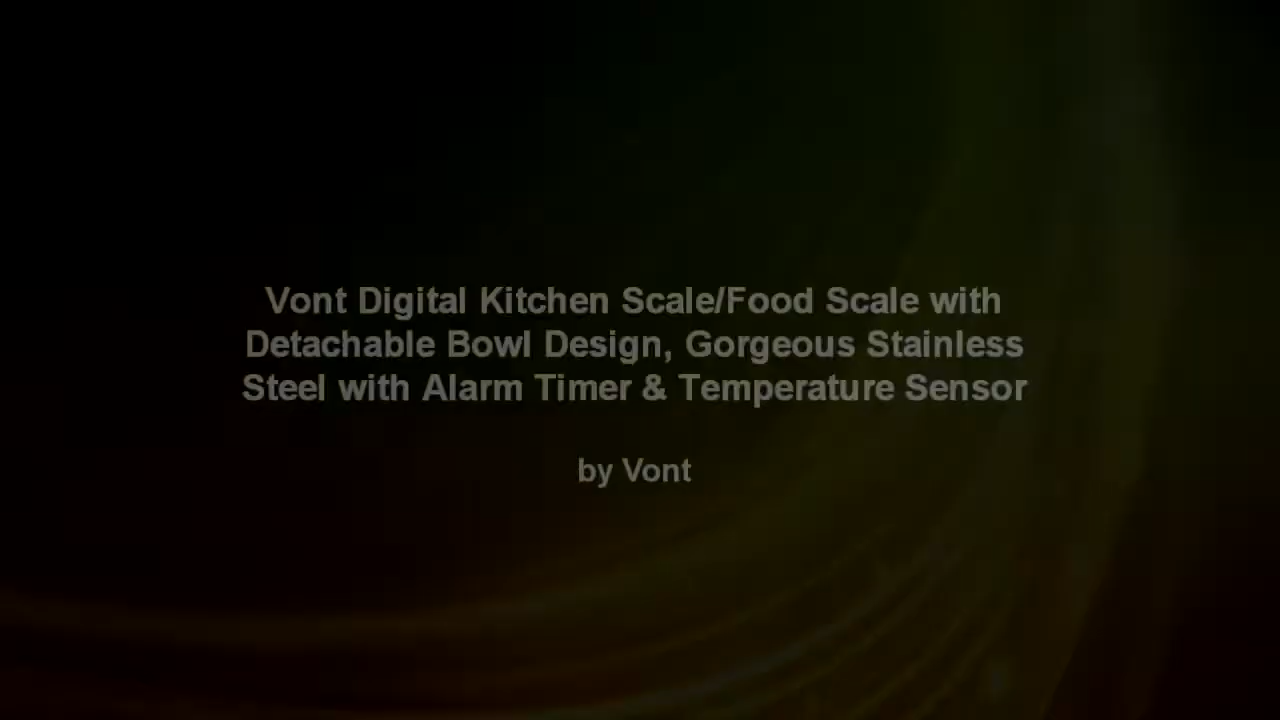 Vont Digital Kitchen Scale/Food Scale with
Detachable Bowl Design, Gorgeous Stainless
Steel with Alarm Timer & Temperature Sensor
by Vont